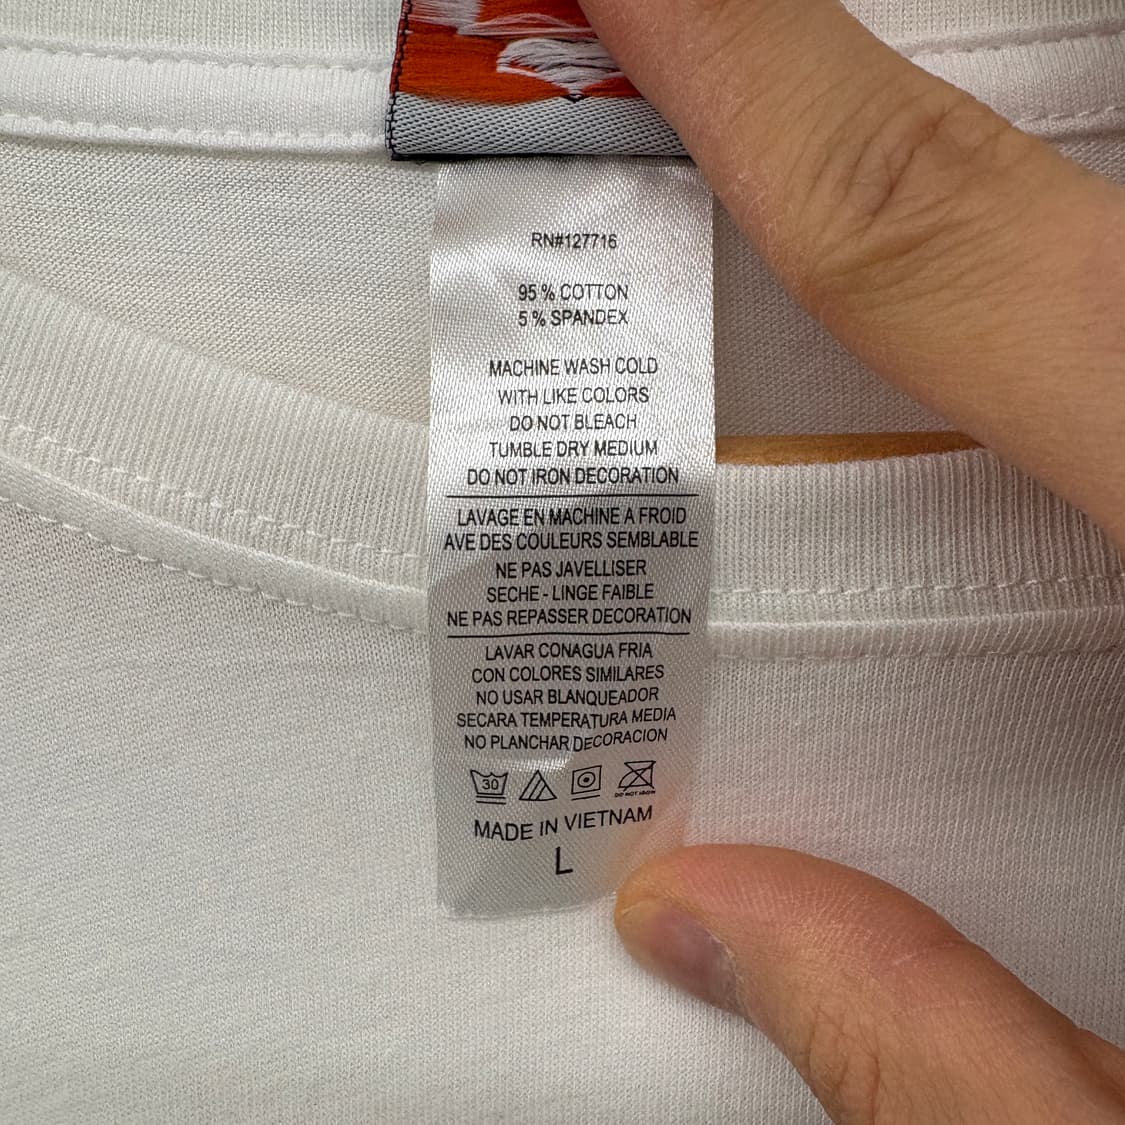 RN#127716
95 % COTTON
5 % SPANDEX
MACHINE WASH COLD
WITH LIKE COLORS
DO NOT BLEACH
TUMBLE DRY MEDIUM
DO NOT IRON DECORATION
LAVAGE EN MACHINE A FROID
AVE DES COULEURS SEMBLABLE
NE PAS JAVELLISER
SECHE - LINGE FAIBLE
NE PAS REPASSER DECORATION
LAVAR CONAGUA FRIA
CON COLORES SIMILARES
NO USAR BLANQUEADOR
SECARA TEMPERATURA MEDIA
NO PLANCHAR DECORACION
30
DO NOT IRON
MADE IN VIETNAM
L